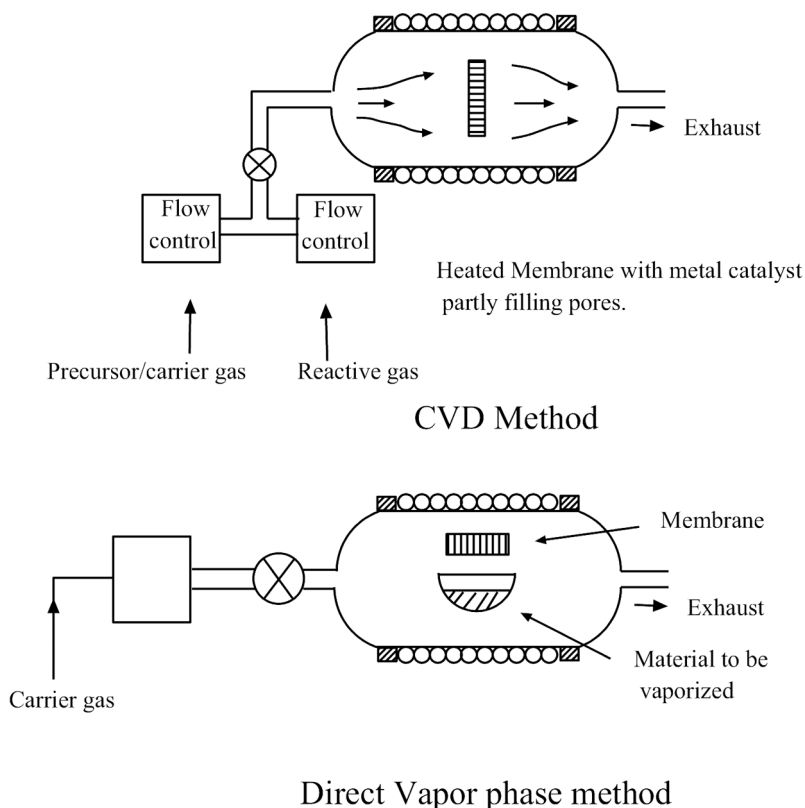 Exhaust
Flow
control
Flow
control
Heated Membrane with metal catalyst
partly filling pores.
Precursor/carrier gas
Reactive gas
CVD Method
Membrane
Exhaust
Material to be
vaporized
Carrier gas
Direct Vapor phase method